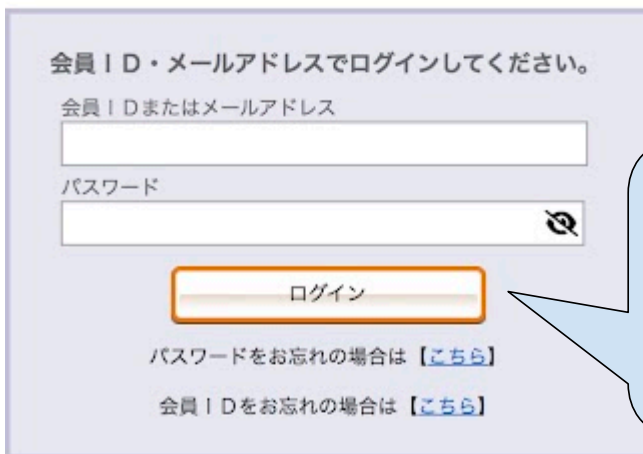 会員ID・メールアドレスでログインしてください。
会員IDまたはメールアドレス
パスワード
ログイン
パスワードをお忘れの場合は【こちら】
会員IDをお忘れの場合は【こちら】